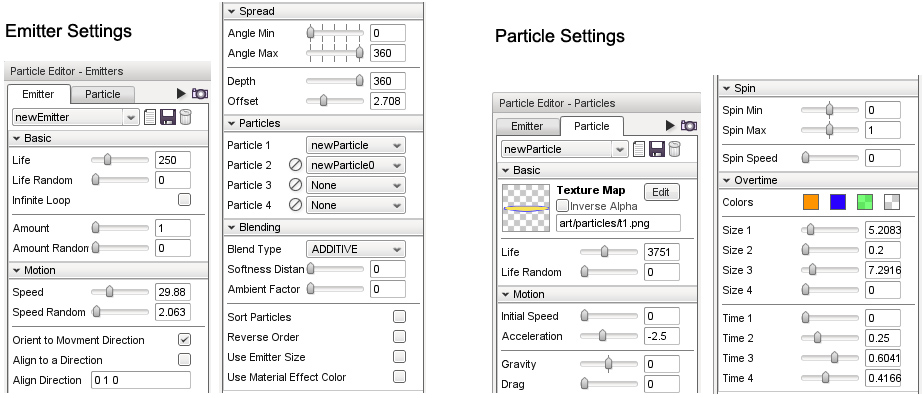 Emitter Settings
Particle Editor - Emitters
Emitter Particle
newEmitter
Basic
Life 250
Life Random 0
Infinite Loop
Amount 1
Amount Random 0
Motion
Speed 29.88
Speed Random 2.063
Orient to Movment Direction
Align to a Direction
Align Direction 0 1 0
Spread
Angle Min 0
Angle Max 360
Depth 360
Offset 2.708
Particles
Particle 1 newParticle
Particle 2 newParticle0
Particle 3 None
Particle 4 None
Blending
Blend Type ADDITIVE
Softness Distan 0
Ambient Factor 0
Sort Particles
Reverse Order
Use Emitter Size
Use Material Effect Color
Particle Settings
Particle Editor - Particles
Emitter Particle
newParticle
Basic
Texture Map Edit
Inverse Alpha
art/particles/t1.png
Life 3751
Life Random 0
Motion
Initial Speed 0
Acceleration -2.5
Gravity 0
Drag 0
Spin
Spin Min 0
Spin Max 1
Spin Speed 0
Overtime
Colors
Size 1 5.2083
Size 2 0.2
Size 3 7.2916
Size 4 0
Time 1 0
Time 2 0.25
Time 3 0.6041
Time 4 0.4166